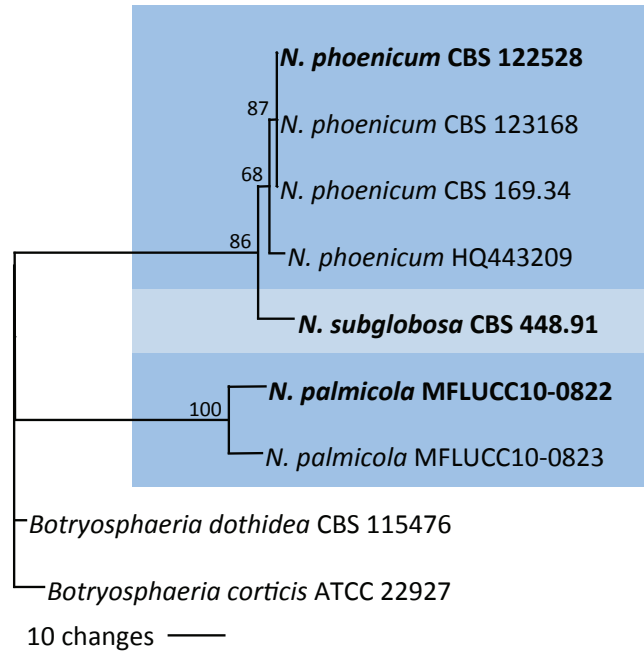 N. phoenicum CBS 122528
87
N. phoenicum CBS 123168
68
N. phoenicum CBS 169.34
86
N. phoenicum HQ443209
N. subglobosa CBS 448.91
N. palmicola MFLUCC10-0822
100
N. palmicola MFLUCC10-0823
Botryosphaeria dothidea CBS 115476
Botryosphaeria corticis ATCC 22927
10 changes